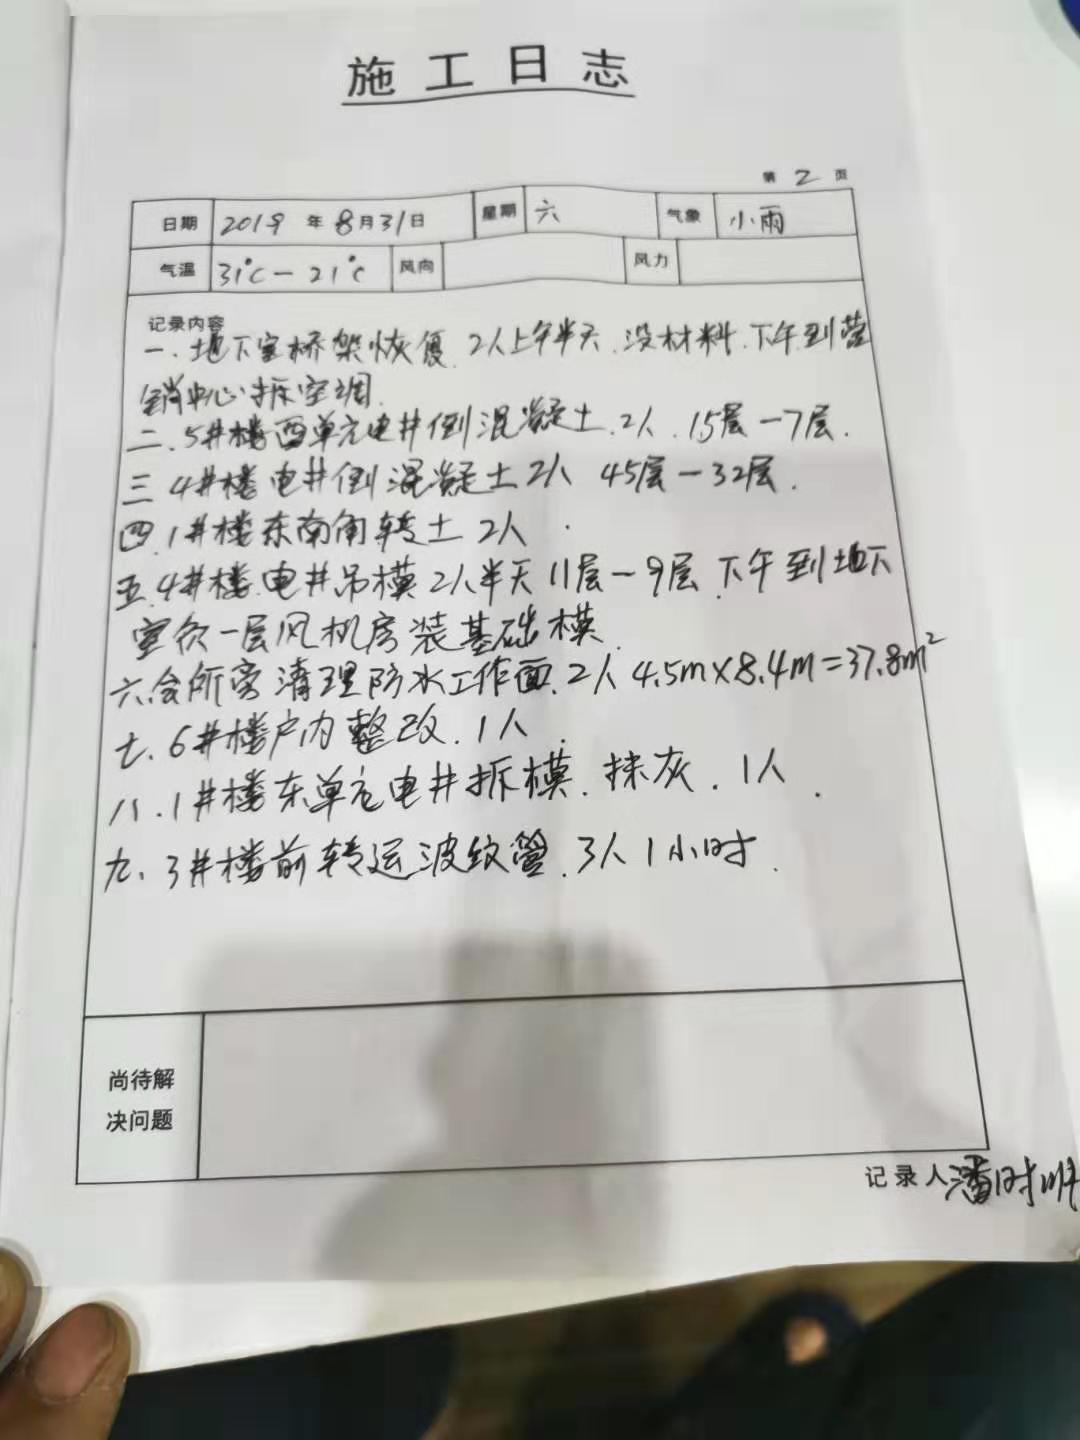 施工日志
第 2 页
日期 2019 年 8月31日 星期 六 气象 小雨
气温 31℃－21℃ 风向 风力
记录内容
一.地下室桥架恢复.2人上午半天.没材料.下午到营
销中心拆空调.
二.5#楼西单元电井倒混凝土.2人.15层－7层.
三 4#楼电井倒混凝土2人 45层－32层.
四.1#楼东南角转土2人.
五.4#楼电井吊模2人半天11层－9层.下午到地下
室负一层风机房装基础模.
六.会所旁清理防水工作面.2人4.5m×8.4m=37.8m²
七.6#楼户内整改.1人.
八.1#楼东单元电井拆模.抹灰.1人.
九.3#楼前转运波纹管.3人1小时.
尚待解
决问题
记录人潘时